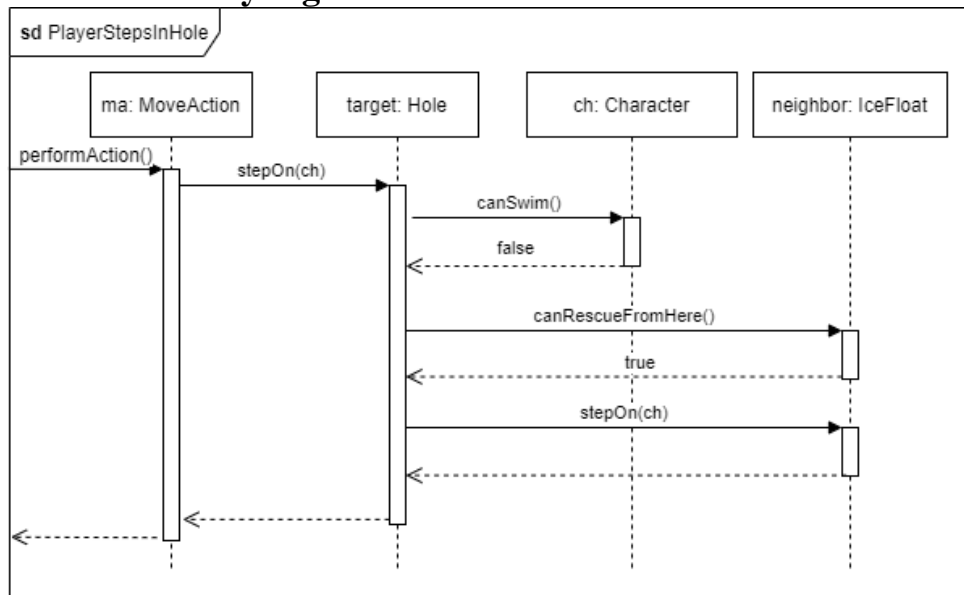 sd PlayerStepsInHole
ma: MoveAction
target: Hole
ch: Character
neighbor: IceFloat
performAction()
stepOn(ch)
canSwim()
false
canRescueFromHere()
true
stepOn(ch)